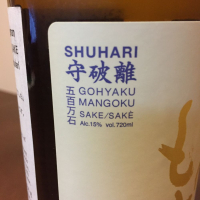 SHUHARI
守破離
五百万石
GOHYAKU
MANGOKU
SAKE/SAKÉ
Alc.15% vol.720ml